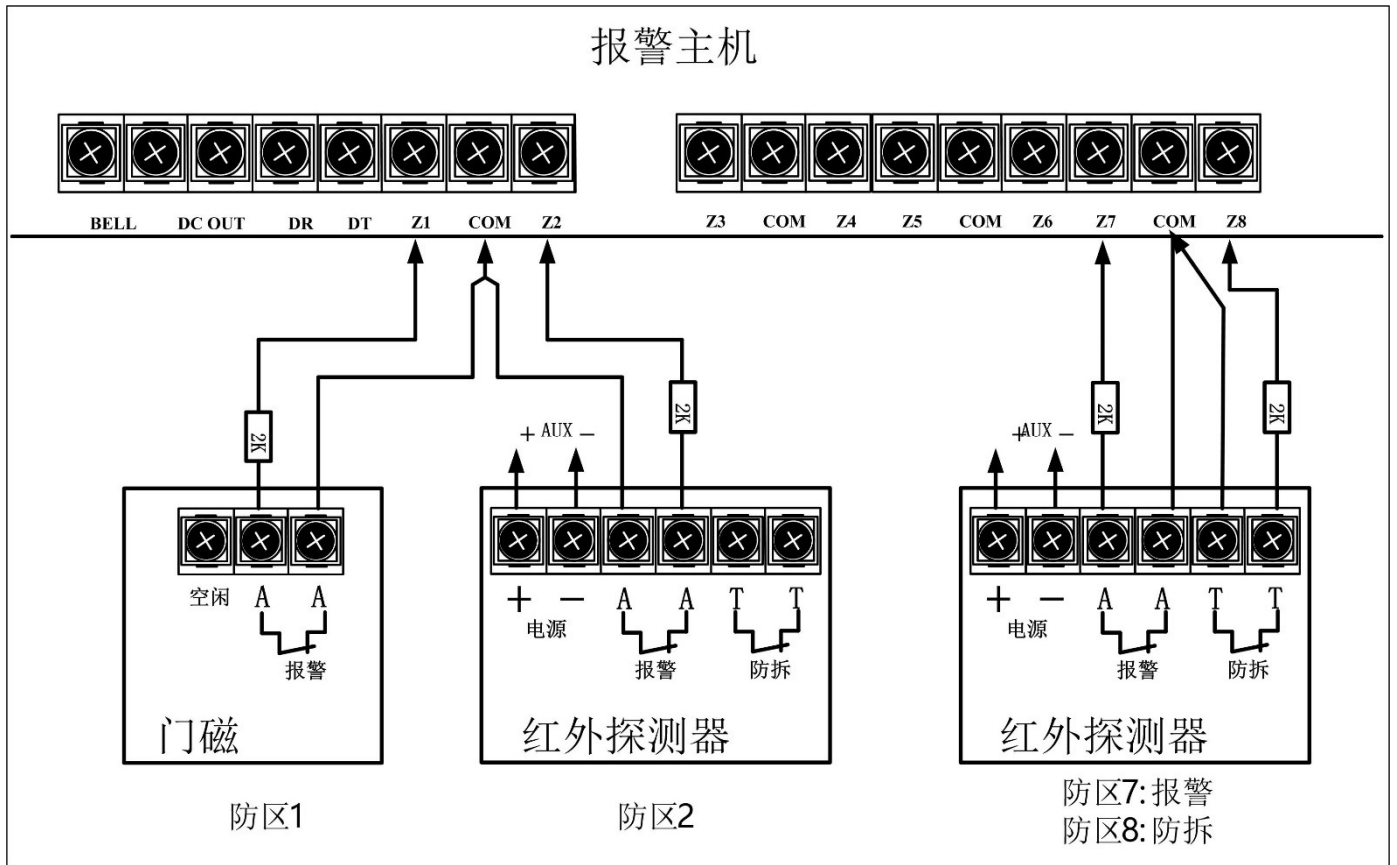 报警主机
BELL DC OUT DR DT Z1 COM Z2 Z3 COM Z4 Z5 COM Z6 Z7 COM Z8
2K 2K 2K 2K
+ AUX − +AUX −
空闲 A A + − A A T T + − A A T T
电源 电源
报警 报警 防拆 报警 防拆
门磁 红外探测器 红外探测器
防区1 防区2 防区7:报警
防区8:防拆